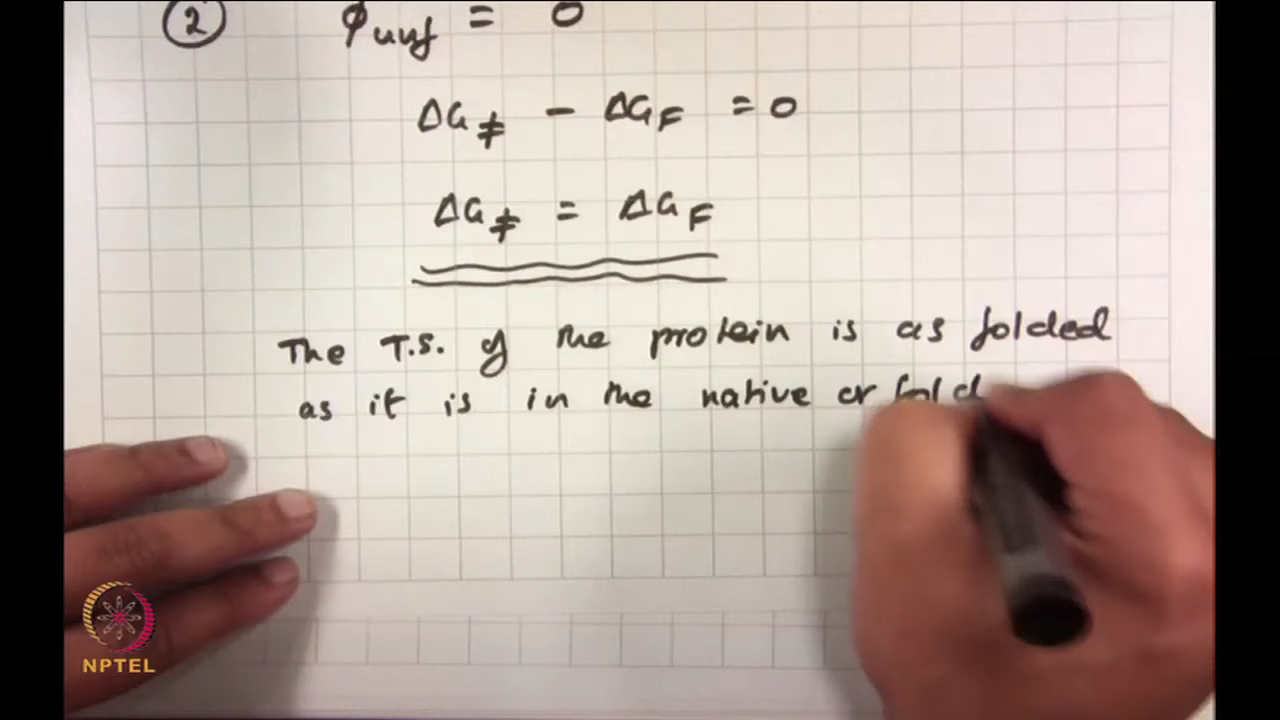 ② ϕunf = 0
ΔG≠ - ΔGF = 0
ΔG≠ = ΔGF
The T.S. of the protein is as folded
as it is in the native or fold
NPTEL